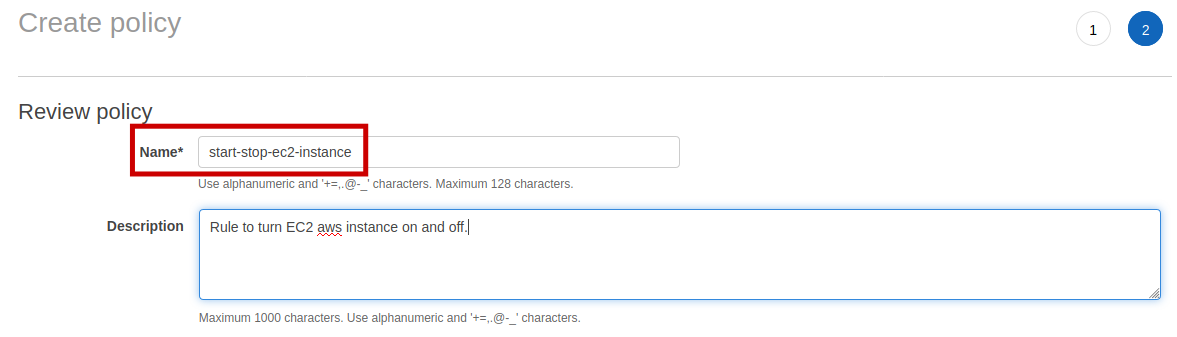 Create policy
1
2
Review policy
Name* start-stop-ec2-instance
Use alphanumeric and '+=,.@-_' characters. Maximum 128 characters.
Description Rule to turn EC2 aws instance on and off.
Maximum 1000 characters. Use alphanumeric and '+=,.@-_' characters.